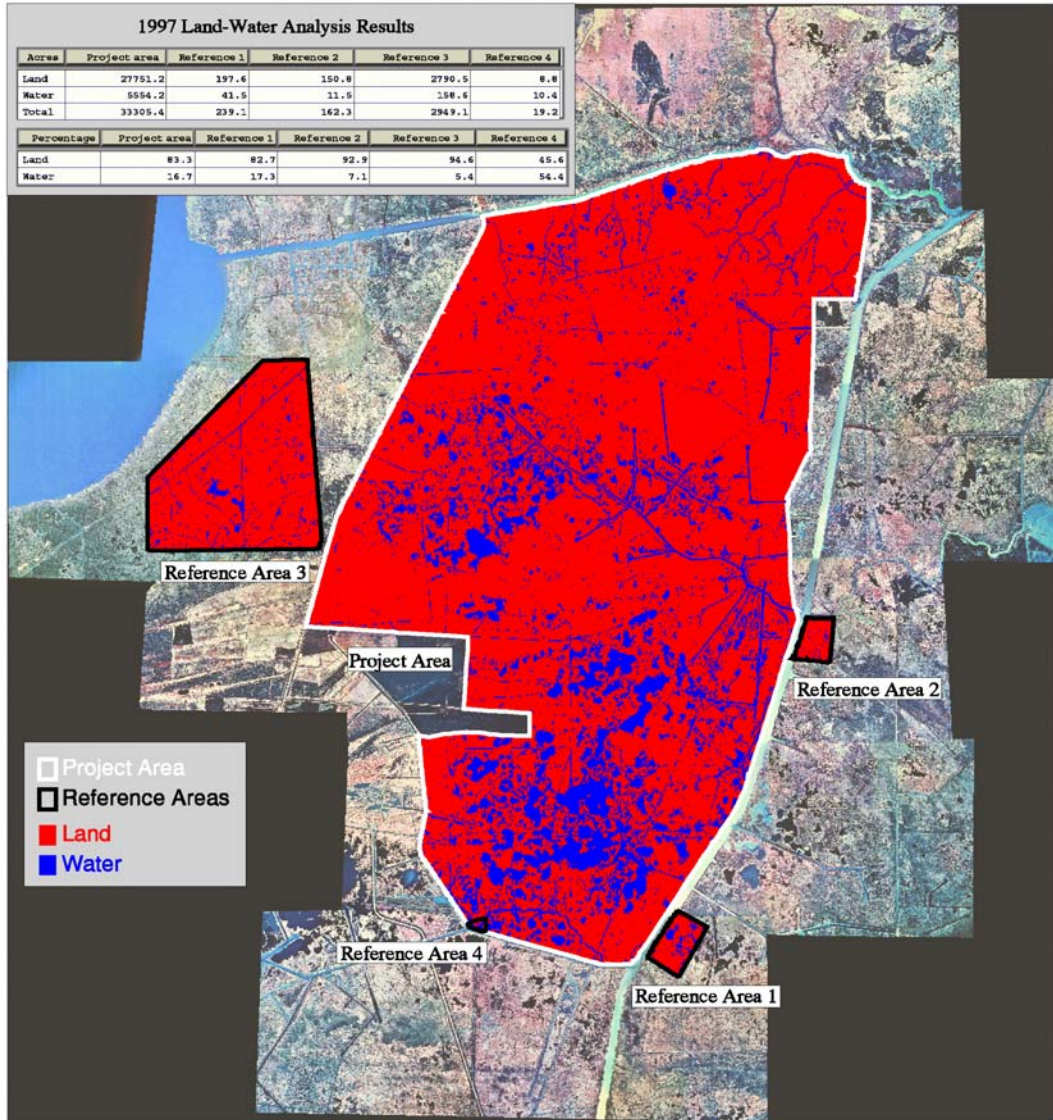 1997 Land-Water Analysis Results
Acres Project area Reference 1 Reference 2 Reference 3 Reference 4
Land 27751.2 197.6 150.8 2790.5 8.8
Water 5554.2 41.5 11.5 158.6 10.4
Total 33305.4 239.1 162.3 2949.1 19.2
Percentage Project area Reference 1 Reference 2 Reference 3 Reference 4
Land 83.3 82.7 92.9 94.6 45.6
Water 16.7 17.3 7.1 5.4 54.4
Reference Area 3
Project Area
Reference Area 2
Project Area
Reference Areas
Land
Water
Reference Area 4
Reference Area 1